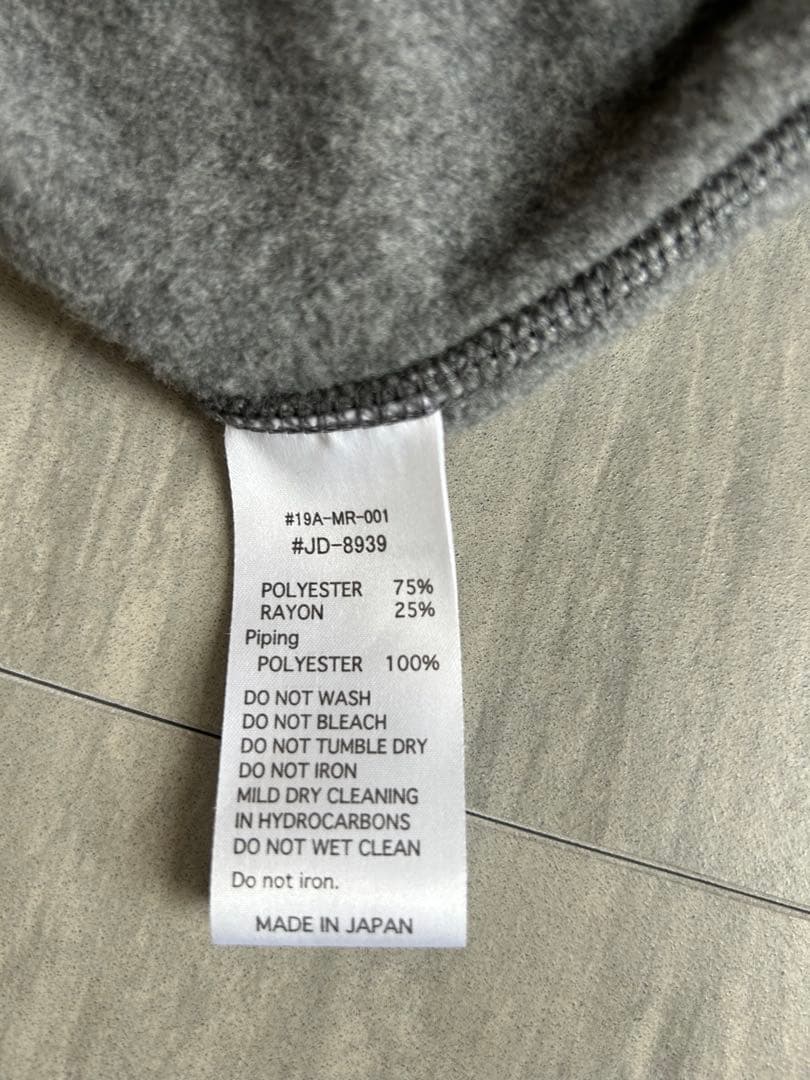 #19A-MR-001
#JD-8939
POLYESTER 75%
RAYON 25%
Piping
POLYESTER 100%
DO NOT WASH
DO NOT BLEACH
DO NOT TUMBLE DRY
DO NOT IRON
MILD DRY CLEANING
IN HYDROCARBONS
DO NOT WET CLEAN
Do not iron.
MADE IN JAPAN